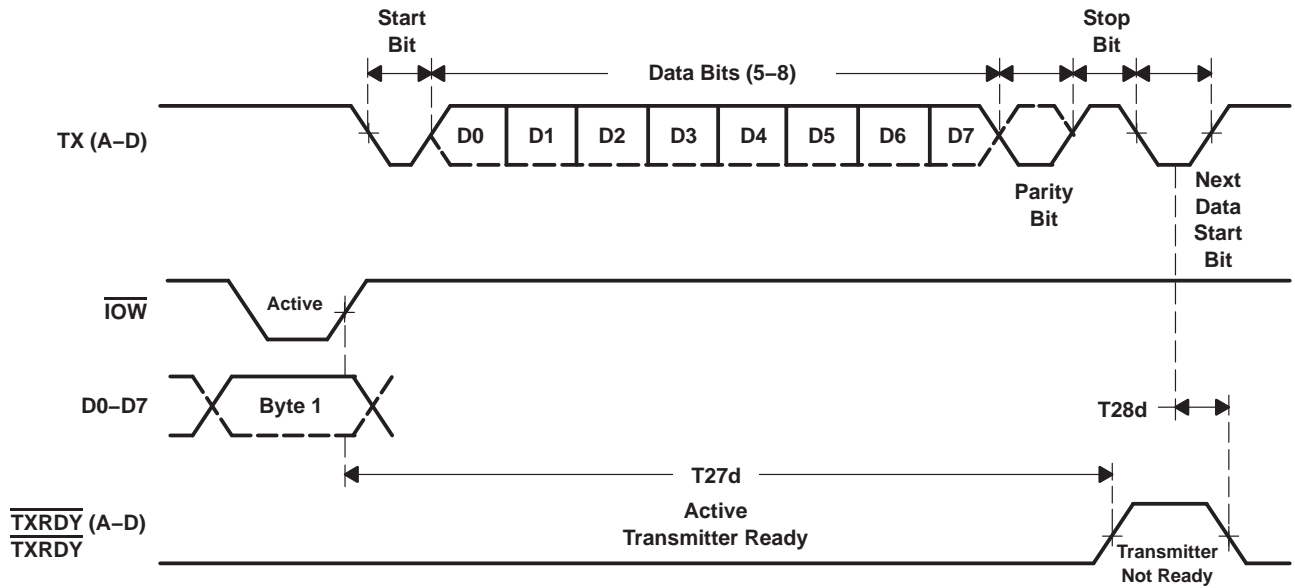 Start
Bit
Data Bits (5–8)
Stop
Bit
TX (A–D)
D0
D1
D2
D3
D4
D5
D6
D7
Parity
Bit
Next
Data
Start
Bit
IOW
Active
D0–D7
Byte 1
T28d
T27d
TXRDY (A–D)
TXRDY
Active
Transmitter Ready
Transmitter
Not Ready